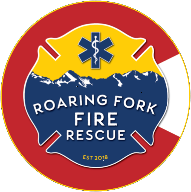 ROARING FORK
FIRE
RESCUE
EST 2018